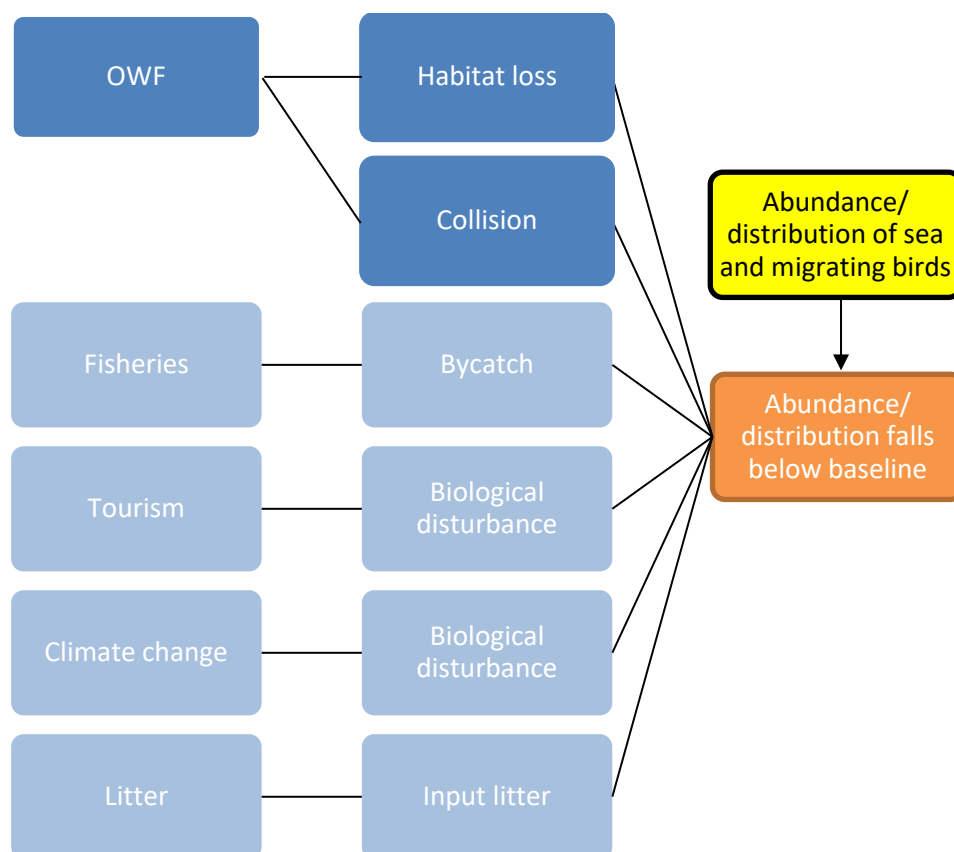 OWF
Habitat loss
Collision
Abundance/
distribution of sea
and migrating birds
Fisheries
Bycatch
Abundance/
distribution falls
below baseline
Tourism
Biological
disturbance
Climate change
Biological
disturbance
Litter
Input litter